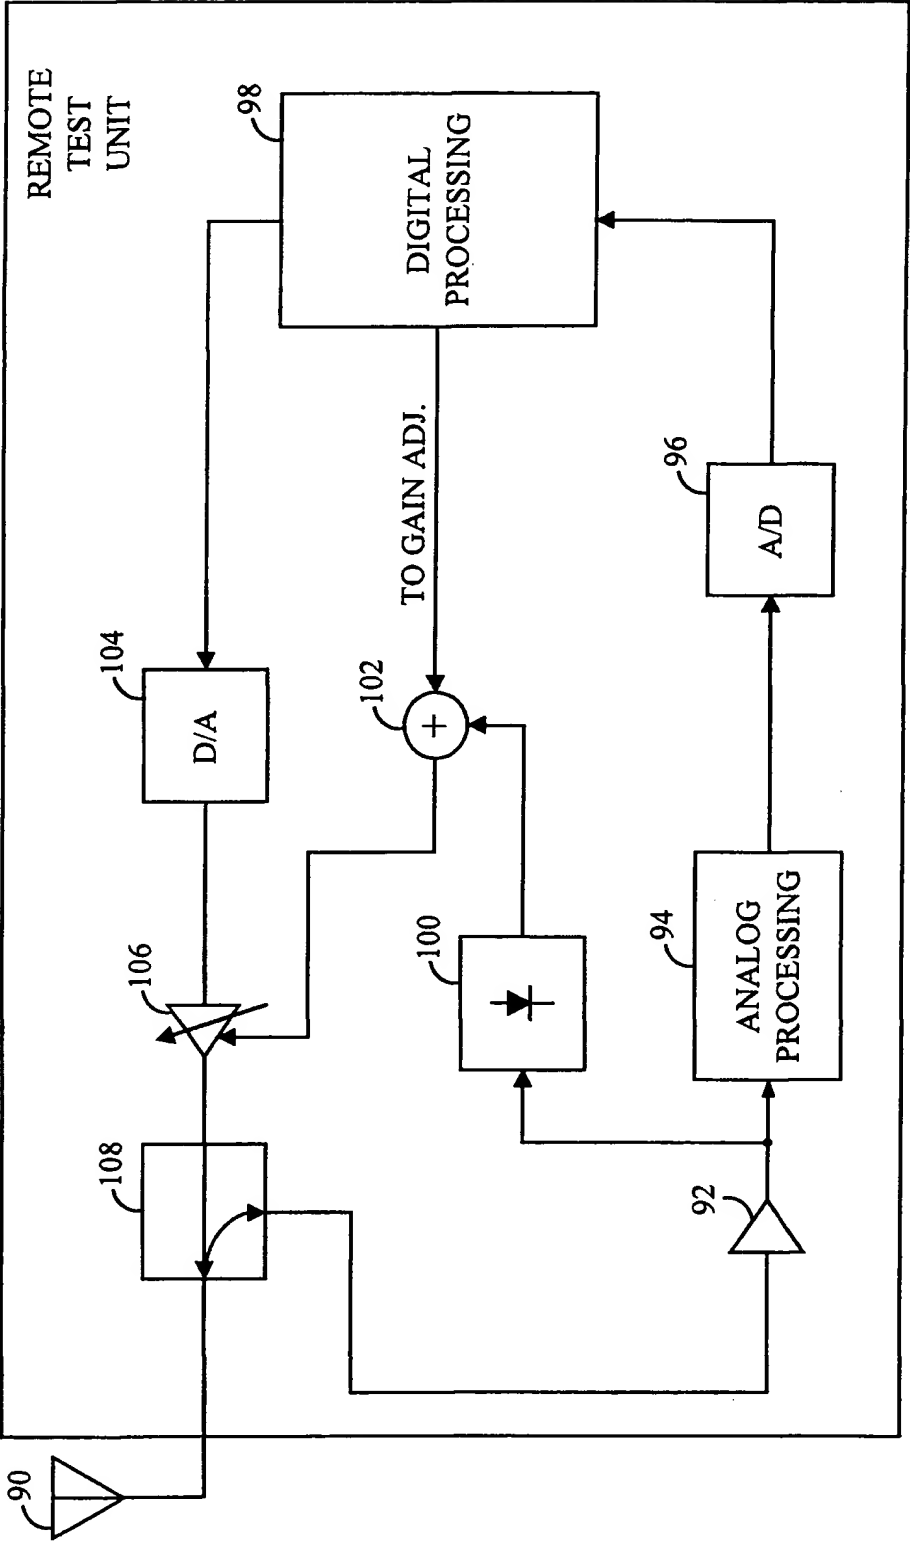 90
REMOTE
TEST
UNIT
108
106
104
D/A
98
DIGITAL
PROCESSING
102
+
TO GAIN ADJ.
100
92
94
ANALOG
PROCESSING
96
A/D